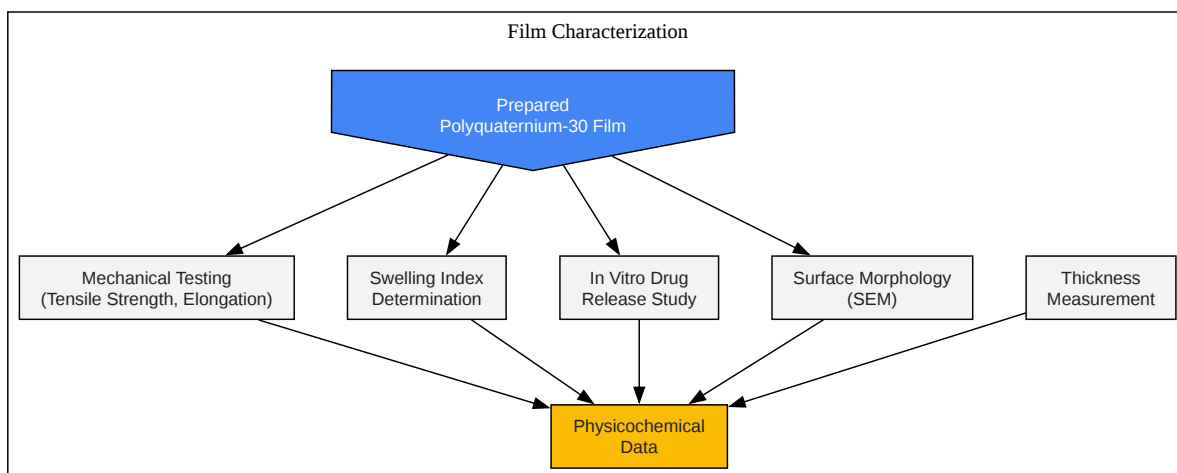 Film Characterization
Prepared
Polyquaternium-30 Film
Mechanical Testing
(Tensile Strength, Elongation)
Swelling Index
Determination
In Vitro Drug
Release Study
Surface Morphology
(SEM)
Thickness
Measurement
Physicochemical
Data